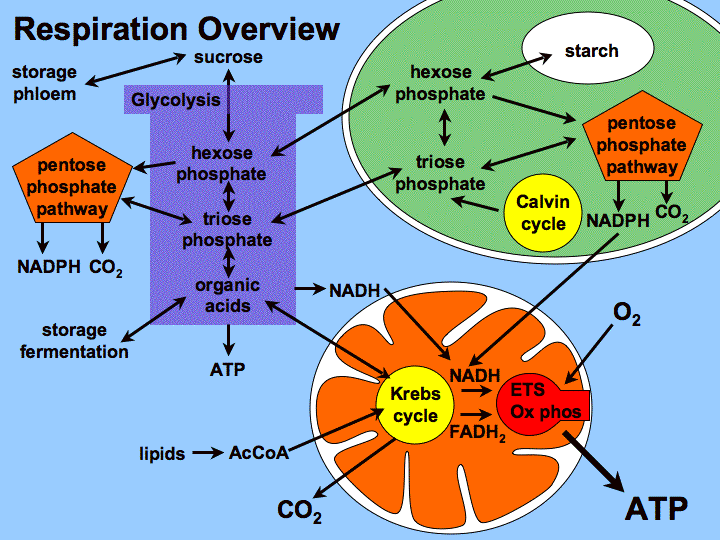 Respiration Overview
sucrose
storage
phloem
Glycolysis
hexose
phosphate
pentose
phosphate
pathway
triose
phosphate
NADPH CO2
organic
acids
NADH
storage
fermentation
ATP
starch
hexose
phosphate
pentose
phosphate
pathway
triose
phosphate
Calvin
cycle
NADPH
CO2
O2
NADH
Krebs
cycle
ETS
Ox phos
FADH2
lipids
AcCoA
CO2
ATP